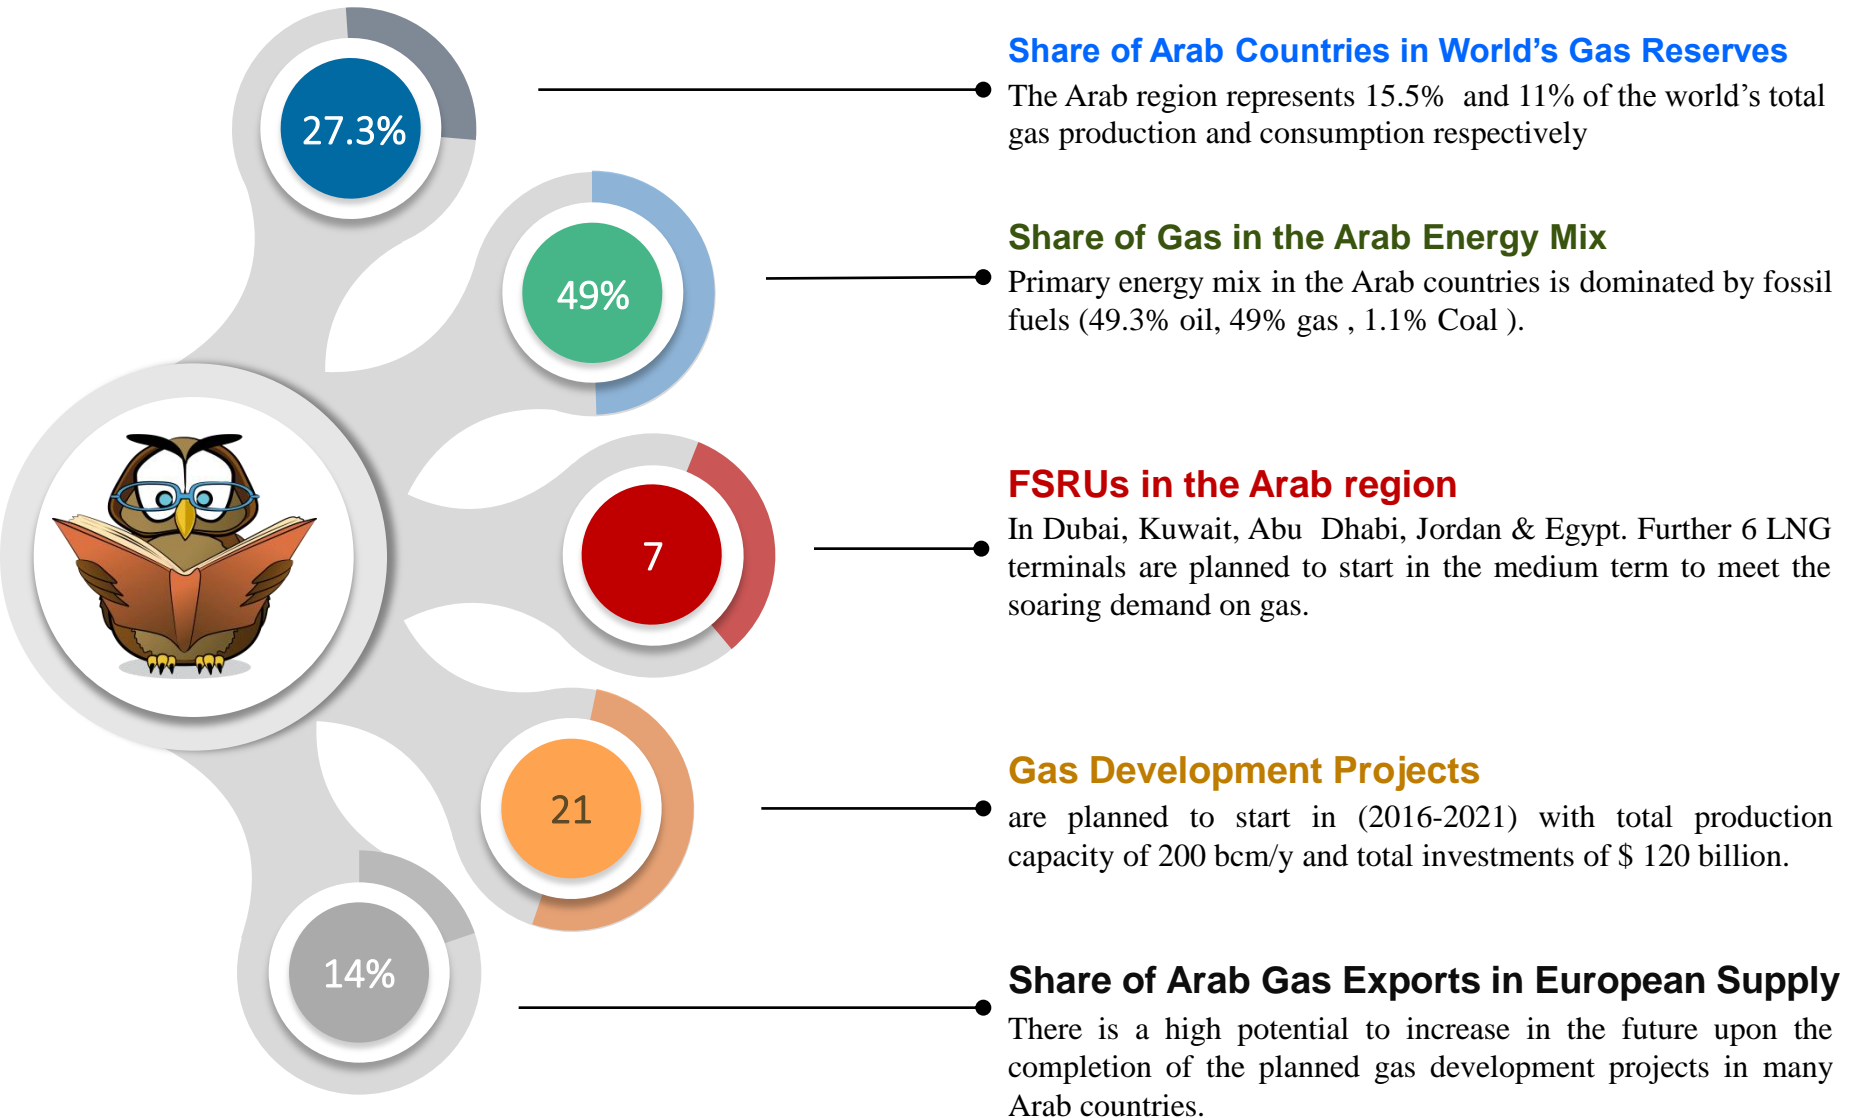 27.3%
Share of Arab Countries in World's Gas Reserves
The Arab region represents 15.5% and 11% of the world's total
gas production and consumption respectively
49%
Share of Gas in the Arab Energy Mix
Primary energy mix in the Arab countries is dominated by fossil
fuels (49.3% oil, 49% gas , 1.1% Coal ).
7
FSRUs in the Arab region
In Dubai, Kuwait, Abu Dhabi, Jordan & Egypt. Further 6 LNG
terminals are planned to start in the medium term to meet the
soaring demand on gas.
21
Gas Development Projects
are planned to start in (2016-2021) with total production
capacity of 200 bcm/y and total investments of $ 120 billion.
14%
Share of Arab Gas Exports in European Supply
There is a high potential to increase in the future upon the
completion of the planned gas development projects in many
Arab countries.